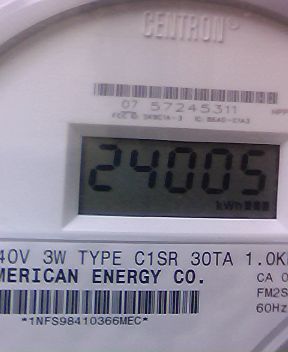 CENTRON®
07 57245311
24005
kWh
40V 3W TYPE C1SR 30TA 1.0K
MERICAN ENERGY CO.
CA 0
FM2S
60Hz
*1NFS98410366MEC*